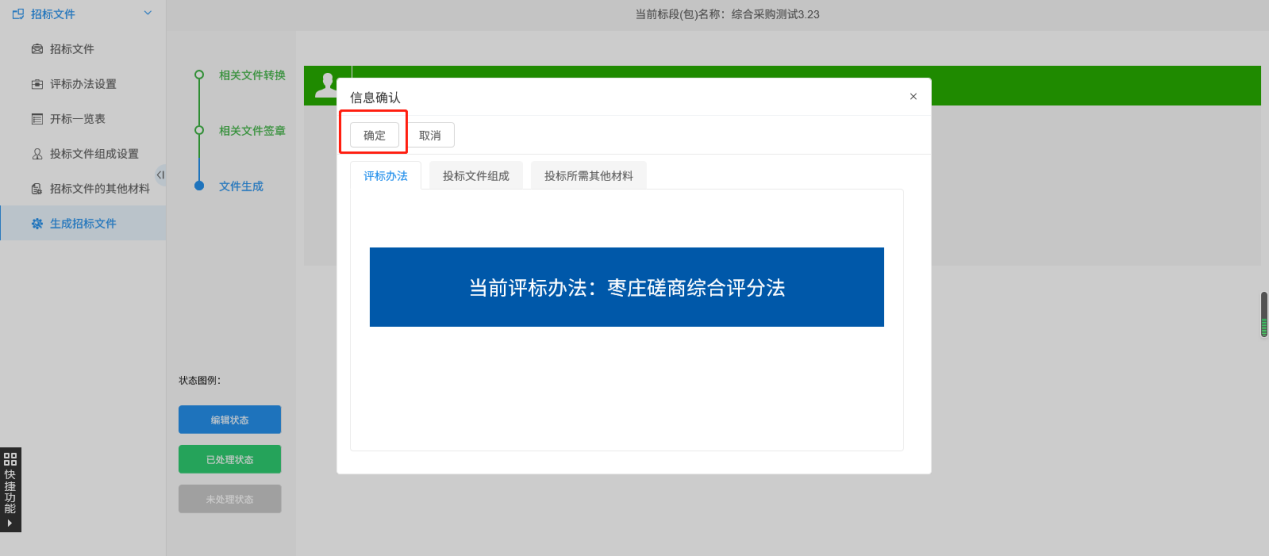 招标文件
当前标段(包)名称：综合采购测试3.23
招标文件
评标办法设置
开标一览表
投标文件组成设置
招标文件的其他材料
生成招标文件
相关文件转换
相关文件签章
文件生成
状态图例：
编辑状态
已处理状态
未处理状态
快捷功能
信息确认
×
确定 取消
评标办法 投标文件组成 投标所需其他材料
当前评标办法：枣庄磋商综合评分法